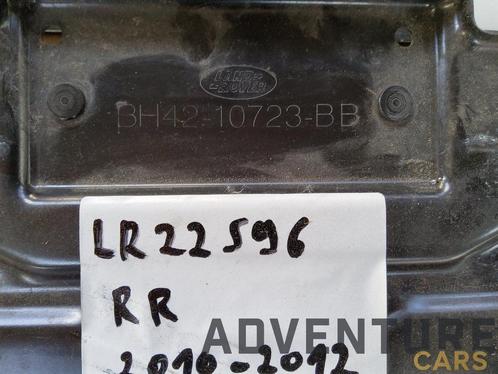 LAND-
-ROVER
BH42-10723-BB
LR22596
RR
2010-2012
ADVENTURE
CARS